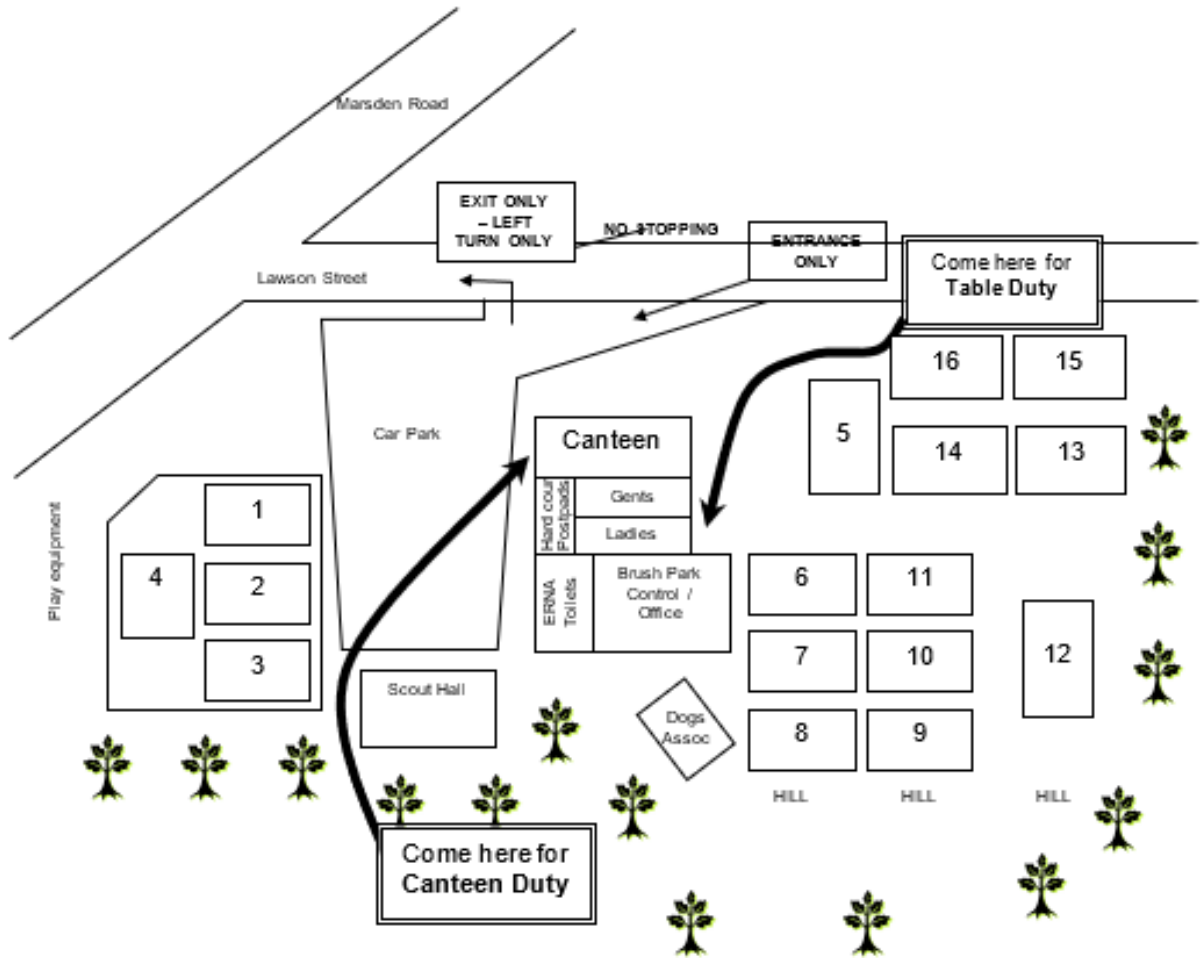 Marsden Road
EXIT ONLY
– LEFT
TURN ONLY
NO STOPPING
ENTRANCE
ONLY
Come here for
Table Duty
Lawson Street
16
15
5
14
13
Car Park
Canteen
Hard cour
Postpads
Gents
Ladies
ERNA
Toilets
Brush Park
Control /
Office
Play equipment
1
4
2
3
6
11
7
10
12
8
9
Scout Hall
Dogs
Assoc
HILL
HILL
HILL
Come here for
Canteen Duty